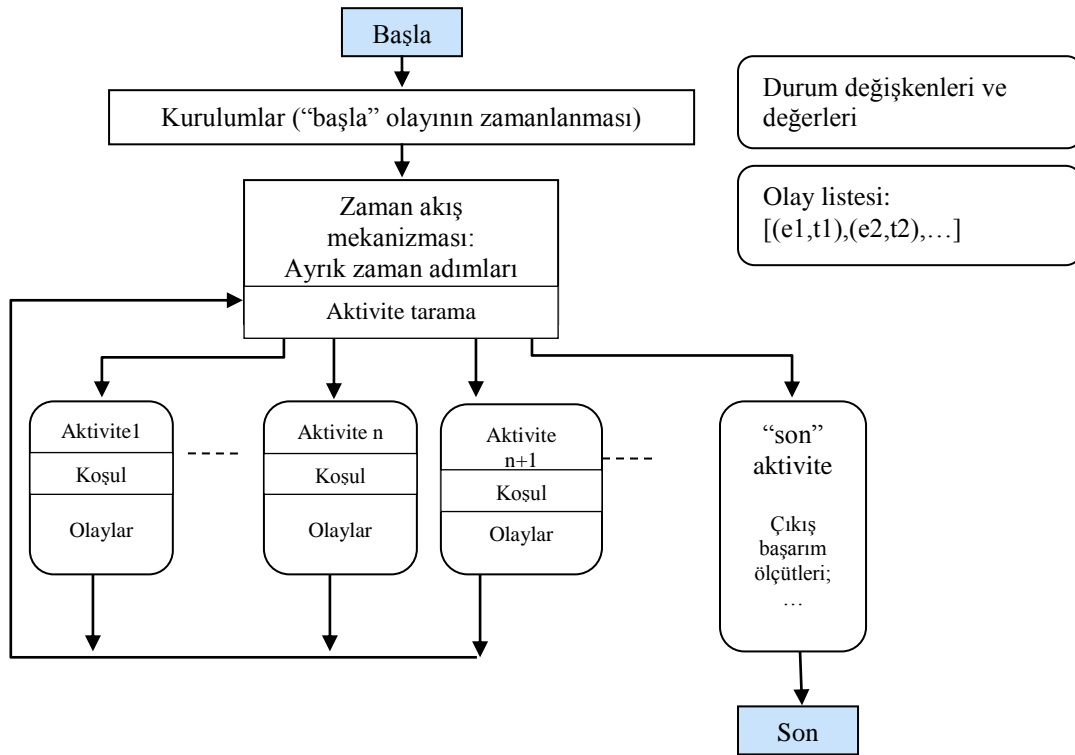 Başla
Kurulumlar (“başla” olayının zamanlanması)
Durum değişkenleri ve
değerleri
Olay listesi:
[(e1,t1),(e2,t2),…]
Zaman akış
mekanizması:
Ayrık zaman adımları
Aktivite tarama
Aktivite1
Koşul
Olaylar
Aktivite n
Koşul
Olaylar
Aktivite
n+1
Koşul
Olaylar
“son”
aktivite
Çıkış
başarım
ölçütleri;
…
Son